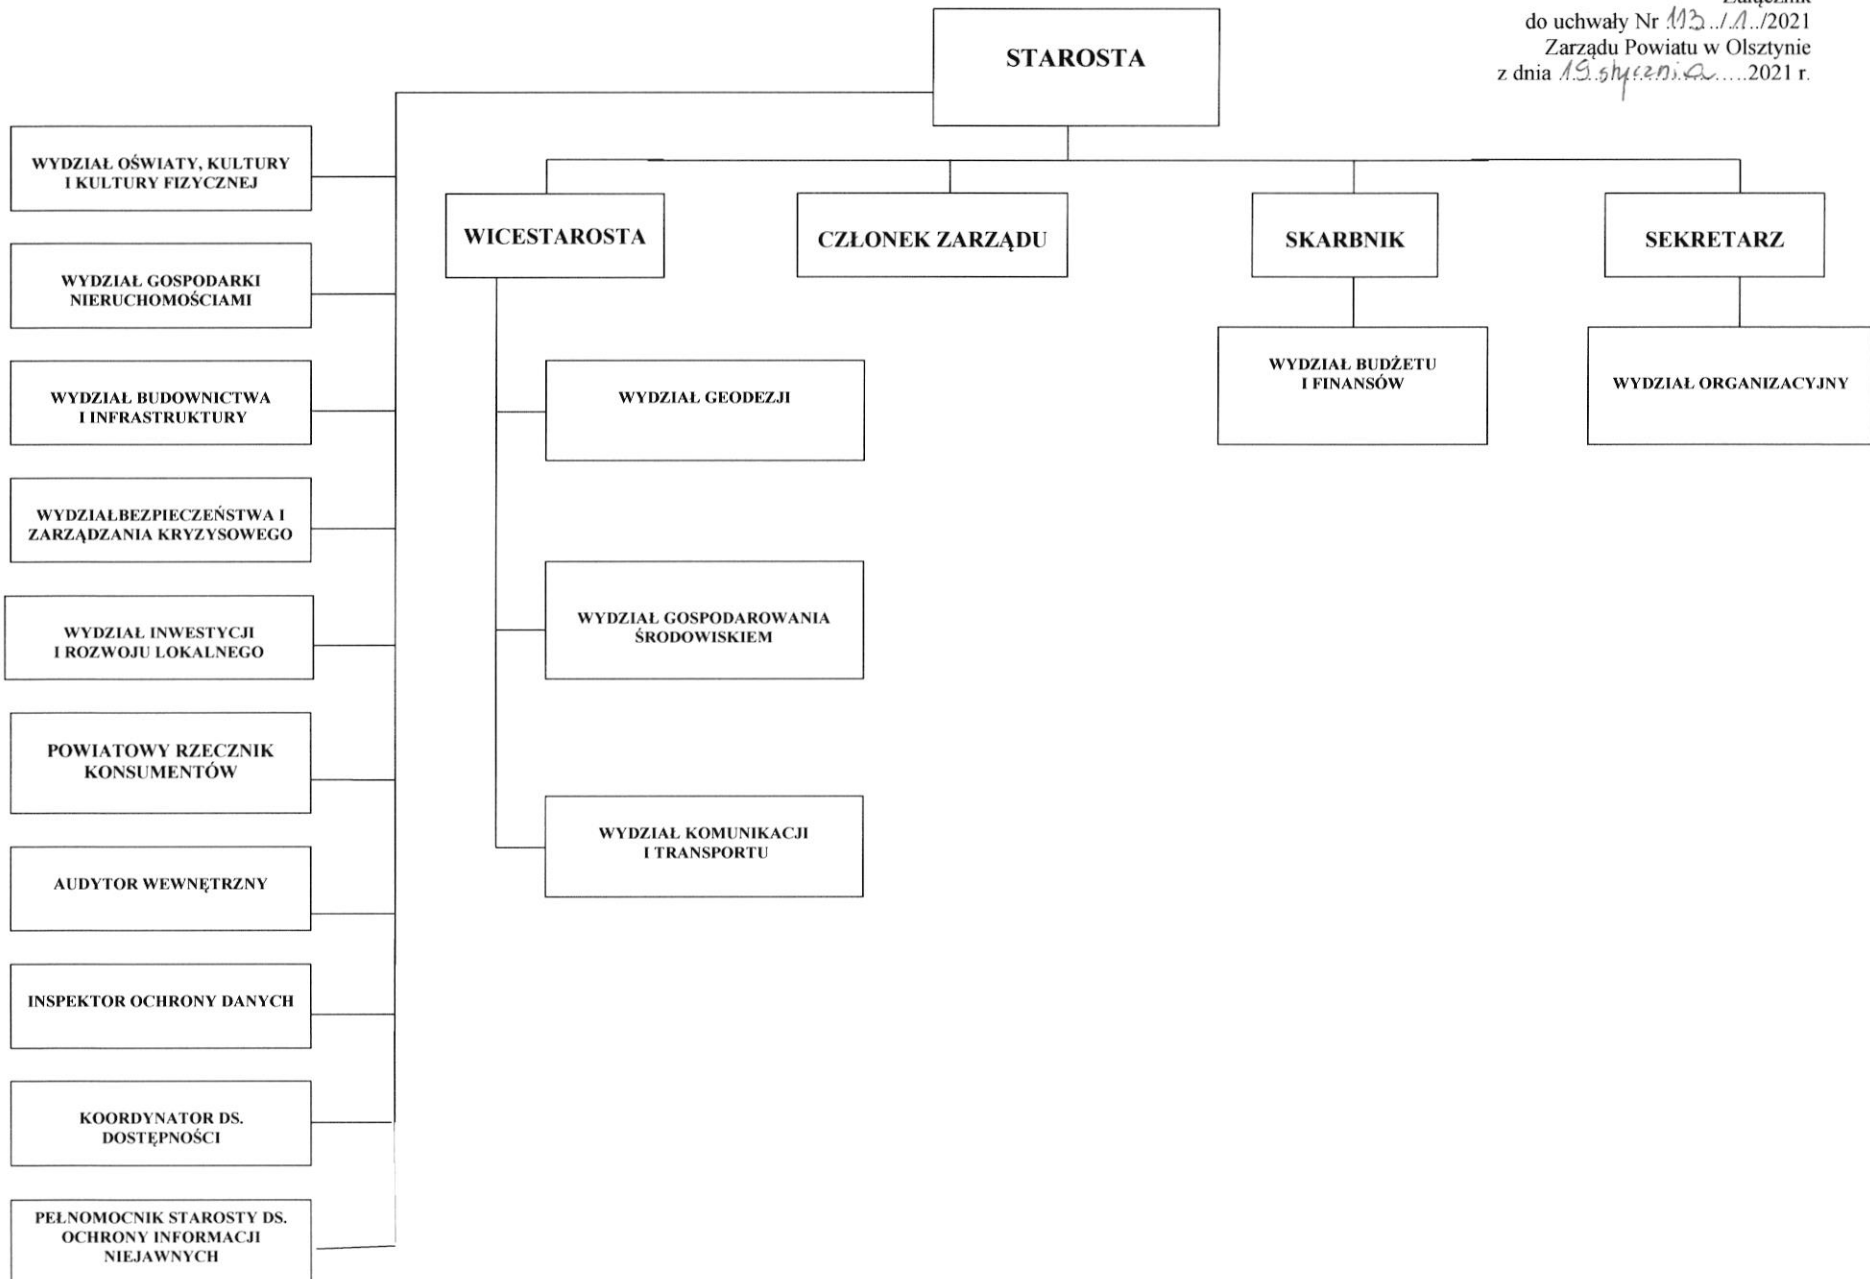 Załącznik
do uchwały Nr 113../.1../2021
Zarządu Powiatu w Olsztynie
z dnia 19.stycznia.....2021 r.
STAROSTA
WYDZIAŁ OŚWIATY, KULTURY
I KULTURY FIZYCZNEJ
WYDZIAŁ GOSPODARKI
NIERUCHOMOŚCIAMI
WYDZIAŁ BUDOWNICTWA
I INFRASTRUKTURY
WYDZIAŁBEZPIECZEŃSTWA I
ZARZĄDZANIA KRYZYSOWEGO
WYDZIAŁ INWESTYCJI
I ROZWOJU LOKALNEGO
POWIATOWY RZECZNIK
KONSUMENTÓW
AUDYTOR WEWNĘTRZNY
INSPEKTOR OCHRONY DANYCH
KOORDYNATOR DS.
DOSTĘPNOŚCI
PEŁNOMOCNIK STAROSTY DS.
OCHRONY INFORMACJI
NIEJAWNYCH
WICESTAROSTA
WYDZIAŁ GEODEZJI
WYDZIAŁ GOSPODAROWANIA
ŚRODOWISKIEM
WYDZIAŁ KOMUNIKACJI
I TRANSPORTU
CZŁONEK ZARZĄDU
SKARBNIK
WYDZIAŁ BUDŻETU
I FINANSÓW
SEKRETARZ
WYDZIAŁ ORGANIZACYJNY